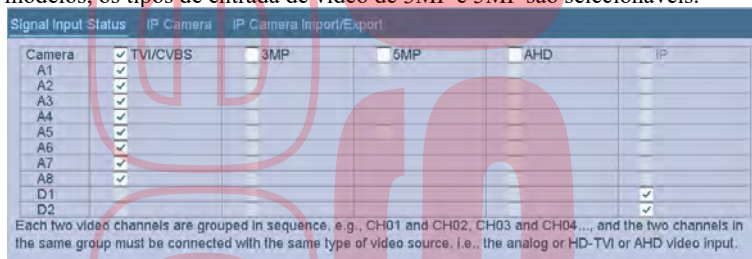 modelos, os tipos de entrada de vídeo de 3MP e 5MP são selecionáveis.
Signal Input Status IP Camera IP Camera Import/Export
Camera TVI/CVBS 3MP 5MP AHD IP
A1
A2
A3
A4
A5
A6
A7
A8
D1
D2
Each two video channels are grouped in sequence, e.g., CH01 and CH02, CH03 and CH04..., and the two channels in
the same group must be connected with the same type of video source, i.e., the analog or HD-TVI or AHD video input.